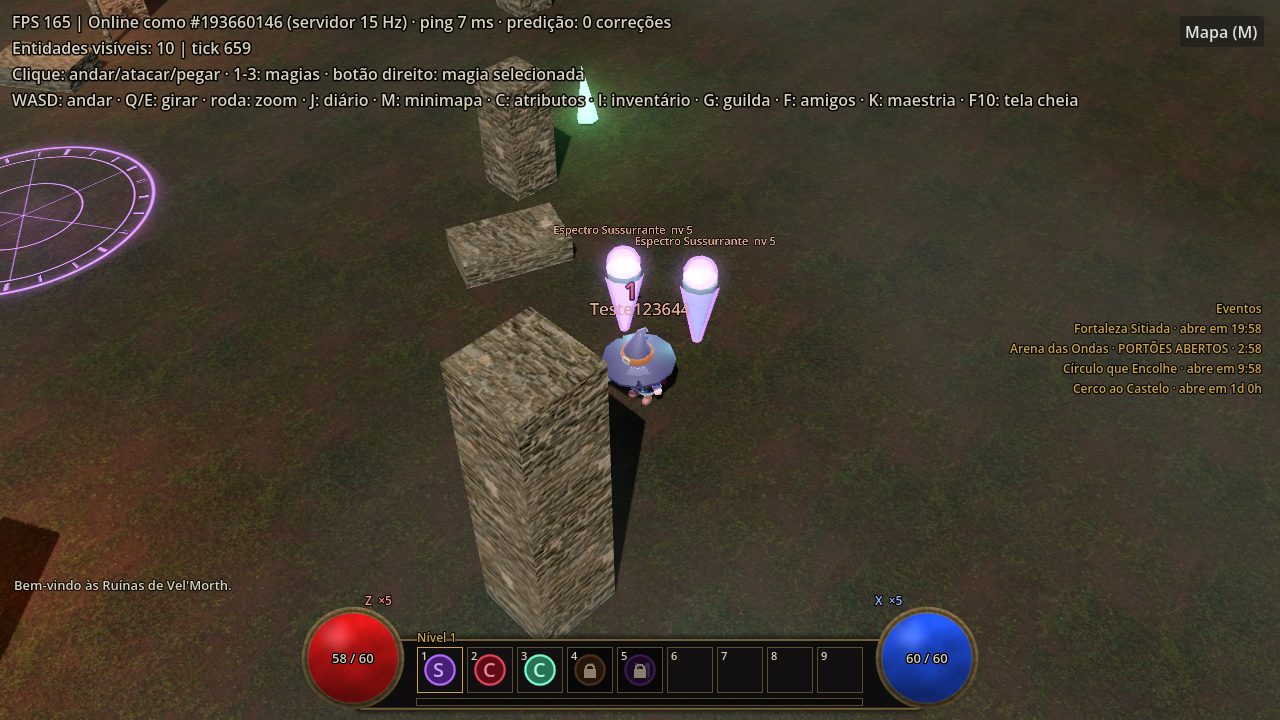 FPS 165 | Online como #193660146 (servidor 15 Hz) · ping 7 ms · predição: 0 correções
Entidades visíveis: 10 | tick 659
Clique: andar/atacar/pegar · 1-3: magias · botão direito: magia selecionada
WASD: andar · Q/E: girar · roda: zoom · J: diário · M: minimapa · C: atributos · I: inventário · G: guilda · F: amigos · K: maestria · F10: tela cheia
Mapa (M)
Espectro Sussurrante nv 5
Espectro Sussurrante nv 5
1
Teste123644
Eventos
Fortaleza Sitiada · abre em 19:58
Arena das Ondas · PORTÕES ABERTOS · 2:58
Círculo que Encolhe · abre em 9:58
Cerco ao Castelo · abre em 1d 0h
Bem-vindo às Ruínas de Vel'Morth.
Z ×5
X ×5
Nível 1
58 / 60
1 S
2 C
3 C
4
5
6
7
8
9
60 / 60